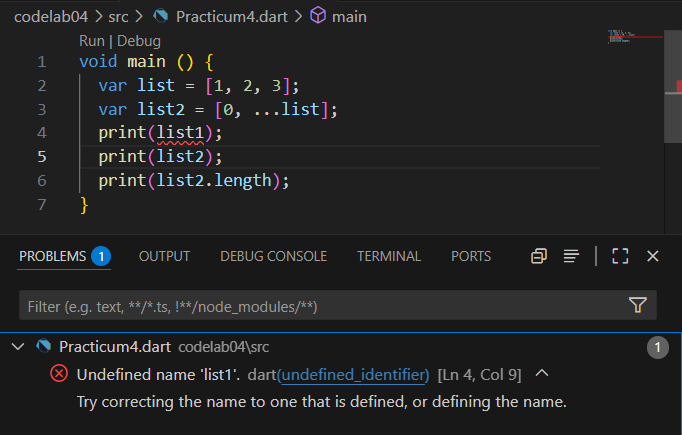 codelab04 > src > Practicum4.dart > main
Run | Debug
1 void main () {
2 var list = [1, 2, 3];
3 var list2 = [0, ...list];
4 print(list1);
5 print(list2);
6 print(list2.length);
7 }
PROBLEMS 1 OUTPUT DEBUG CONSOLE TERMINAL PORTS
Filter (e.g. text, **/*.ts, !**/node_modules/**)
Practicum4.dart codelab04\src 1
Undefined name 'list1'. dart(undefined_identifier) [Ln 4, Col 9]
Try correcting the name to one that is defined, or defining the name.